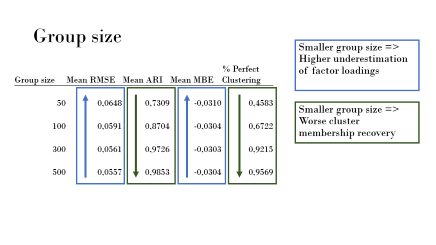 Group size
% Perfect
Group size Mean RMSE Mean ARI Mean MBE Clustering
50 0,0648 0,7309 -0,0310 0,4583
100 0,0591 0,8704 -0,0304 0,6722
300 0,0561 0,9726 -0,0303 0,9215
500 0,0557 0,9853 -0,0304 0,9569
Smaller group size =>
Higher underestimation
of factor loadings
Smaller group size =>
Worse cluster
membership recovery